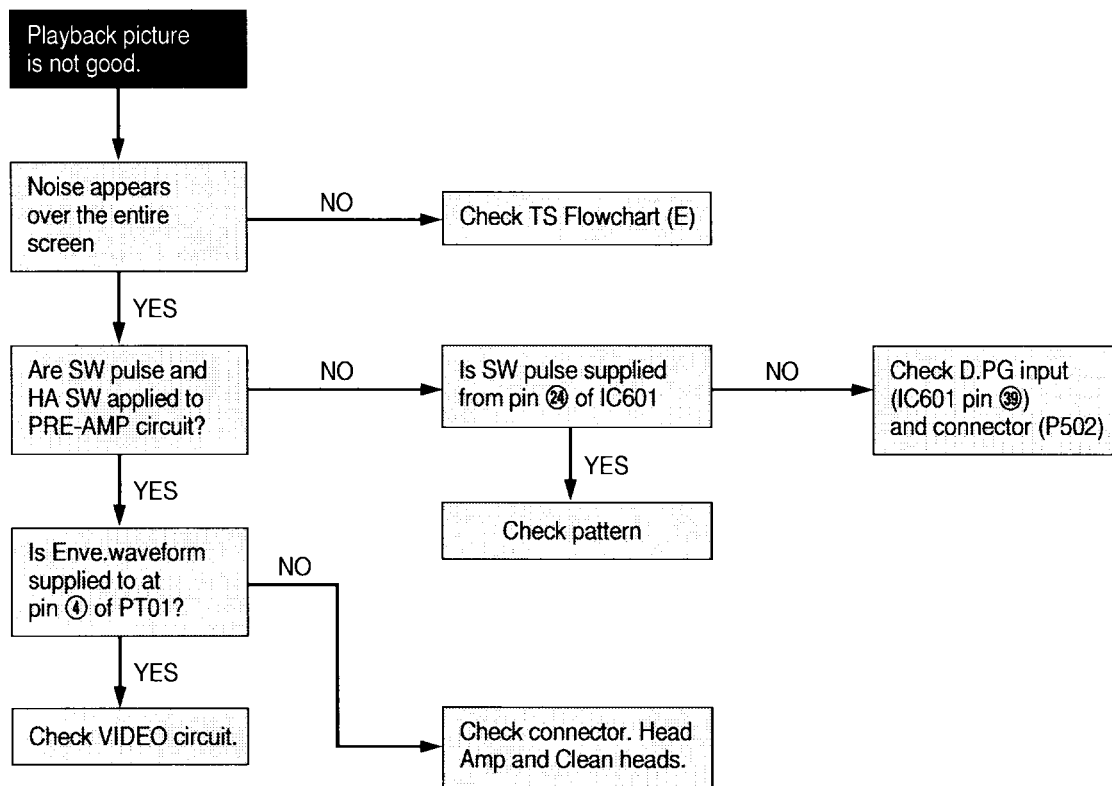 Playback picture
is not good.
Noise appears
over the entire
screen
NO
Check TS Flowchart (E)
YES
Are SW pulse and
HA SW applied to
PRE-AMP circuit?
NO
Is SW pulse supplied
from pin ㉔ of IC601
NO
Check D.PG input
(IC601 pin ㊴)
and connector (P502)
YES
Check pattern
YES
Is Enve.waveform
supplied to at
pin ④ of PT01?
NO
Check connector. Head
Amp and Clean heads.
YES
Check VIDEO circuit.